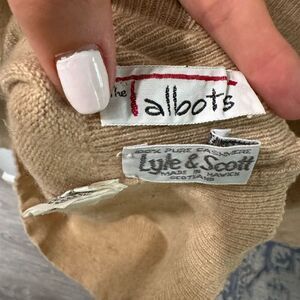 the
Talbots
100% PURE CASHMERE
Lyle & Scott
MADE IN HAWICK
SCOTLAND